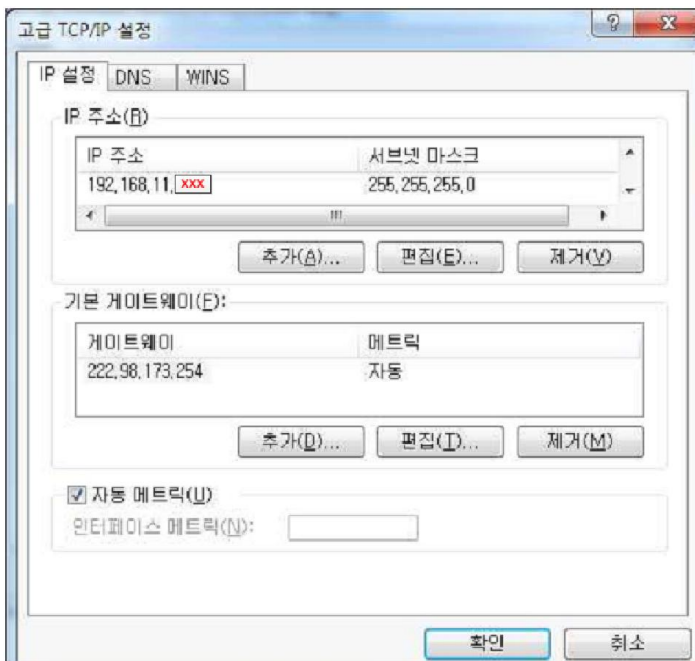 고급 TCP/IP 설정
IP 설정 DNS WINS
IP 주소(R)
IP 주소 서브넷 마스크
192,168,11,xxx 255,255,255,0
추가(A)... 편집(E)... 제거(V)
기본 게이트웨이(F):
게이트웨이 메트릭
222,98,173,254 자동
추가(D)... 편집(T)... 제거(M)
자동 메트릭(U)
인터페이스 메트릭(N):
확인 취소